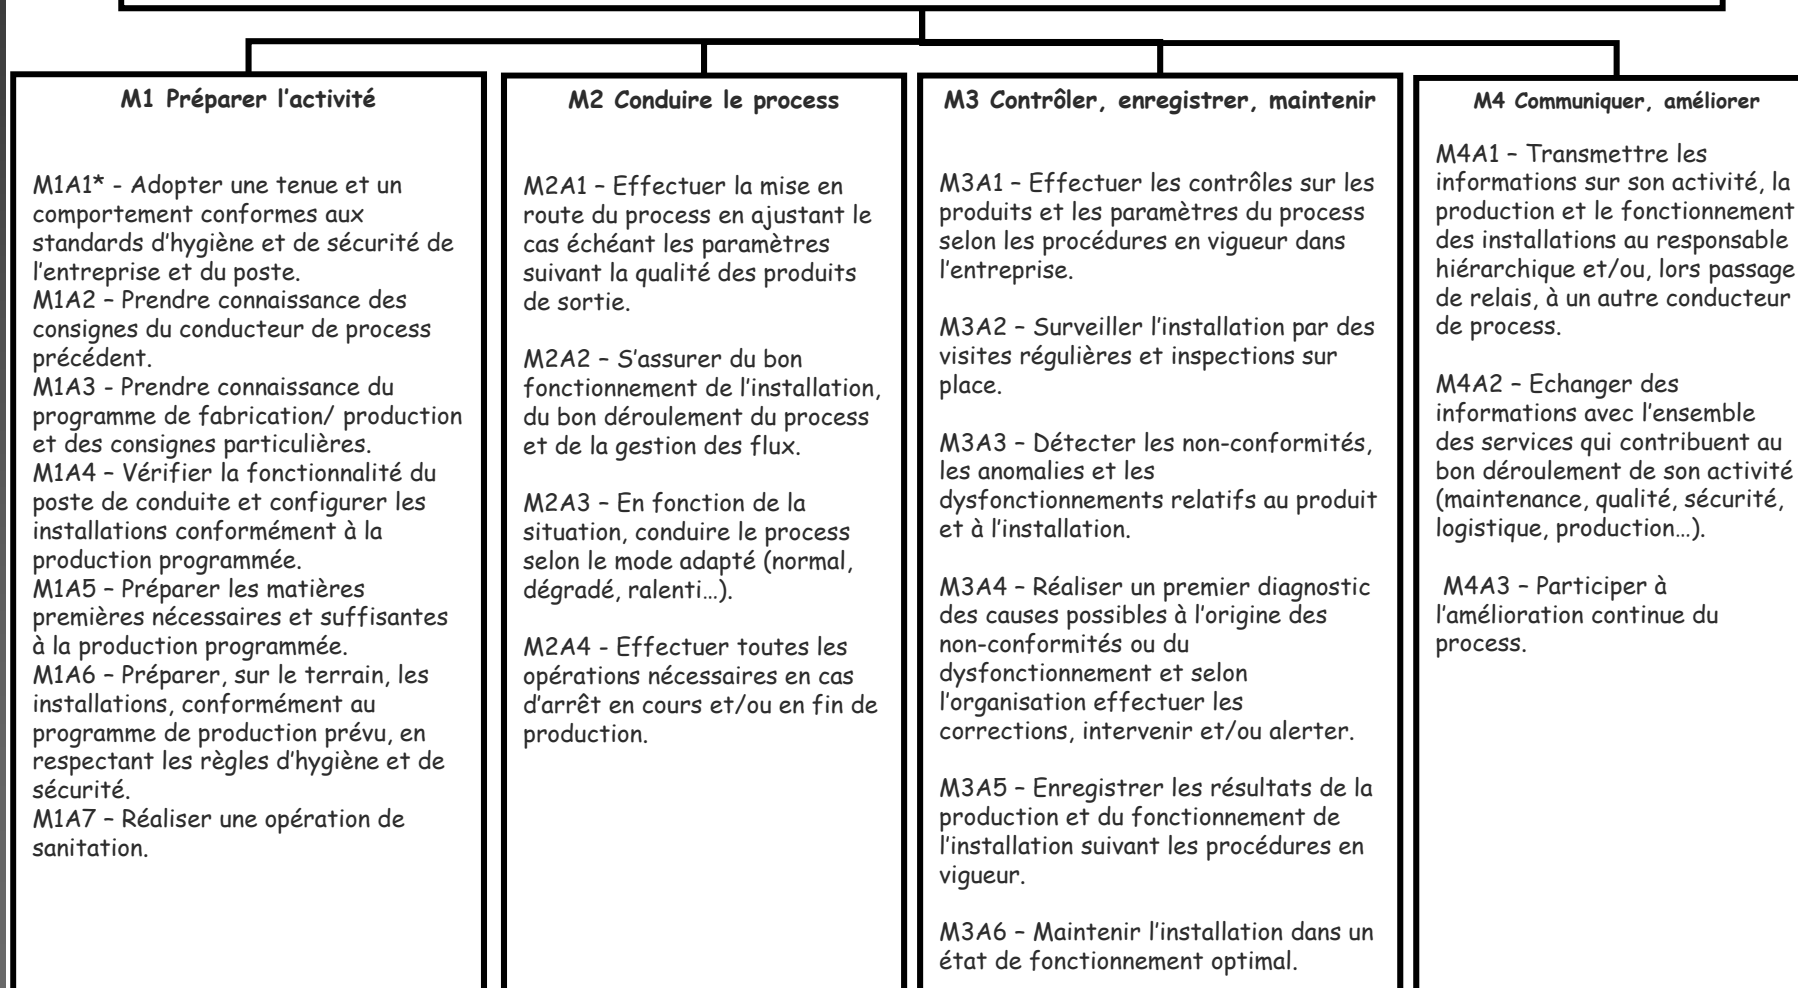 M1 Préparer l'activité
M1A1* - Adopter une tenue et un
comportement conformes aux
standards d'hygiène et de sécurité de
l'entreprise et du poste.
M1A2 – Prendre connaissance des
consignes du conducteur de process
précédent.
M1A3 - Prendre connaissance du
programme de fabrication/ production
et des consignes particulières.
M1A4 – Vérifier la fonctionnalité du
poste de conduite et configurer les
installations conformément à la
production programmée.
M1A5 – Préparer les matières
premières nécessaires et suffisantes
à la production programmée.
M1A6 – Préparer, sur le terrain, les
installations, conformément au
programme de production prévu, en
respectant les règles d'hygiène et de
sécurité.
M1A7 – Réaliser une opération de
sanitation.
M2 Conduire le process
M2A1 – Effectuer la mise en
route du process en ajustant le
cas échéant les paramètres
suivant la qualité des produits
de sortie.
M2A2 – S'assurer du bon
fonctionnement de l'installation,
du bon déroulement du process
et de la gestion des flux.
M2A3 – En fonction de la
situation, conduire le process
selon le mode adapté (normal,
dégradé, ralenti…).
M2A4 - Effectuer toutes les
opérations nécessaires en cas
d'arrêt en cours et/ou en fin de
production.
M3 Contrôler, enregistrer, maintenir
M3A1 – Effectuer les contrôles sur les
produits et les paramètres du process
selon les procédures en vigueur dans
l'entreprise.
M3A2 – Surveiller l'installation par des
visites régulières et inspections sur
place.
M3A3 – Détecter les non-conformités,
les anomalies et les
dysfonctionnements relatifs au produit
et à l'installation.
M3A4 – Réaliser un premier diagnostic
des causes possibles à l'origine des
non-conformités ou du
dysfonctionnement et selon
l'organisation effectuer les
corrections, intervenir et/ou alerter.
M3A5 – Enregistrer les résultats de la
production et du fonctionnement de
l'installation suivant les procédures en
vigueur.
M3A6 – Maintenir l'installation dans un
état de fonctionnement optimal.
M4 Communiquer, améliorer
M4A1 – Transmettre les
informations sur son activité, la
production et le fonctionnement
des installations au responsable
hiérarchique et/ou, lors passage
de relais, à un autre conducteur
de process.
M4A2 – Echanger des
informations avec l'ensemble
des services qui contribuent au
bon déroulement de son activité
(maintenance, qualité, sécurité,
logistique, production…).
M4A3 – Participer à
l'amélioration continue du
process.